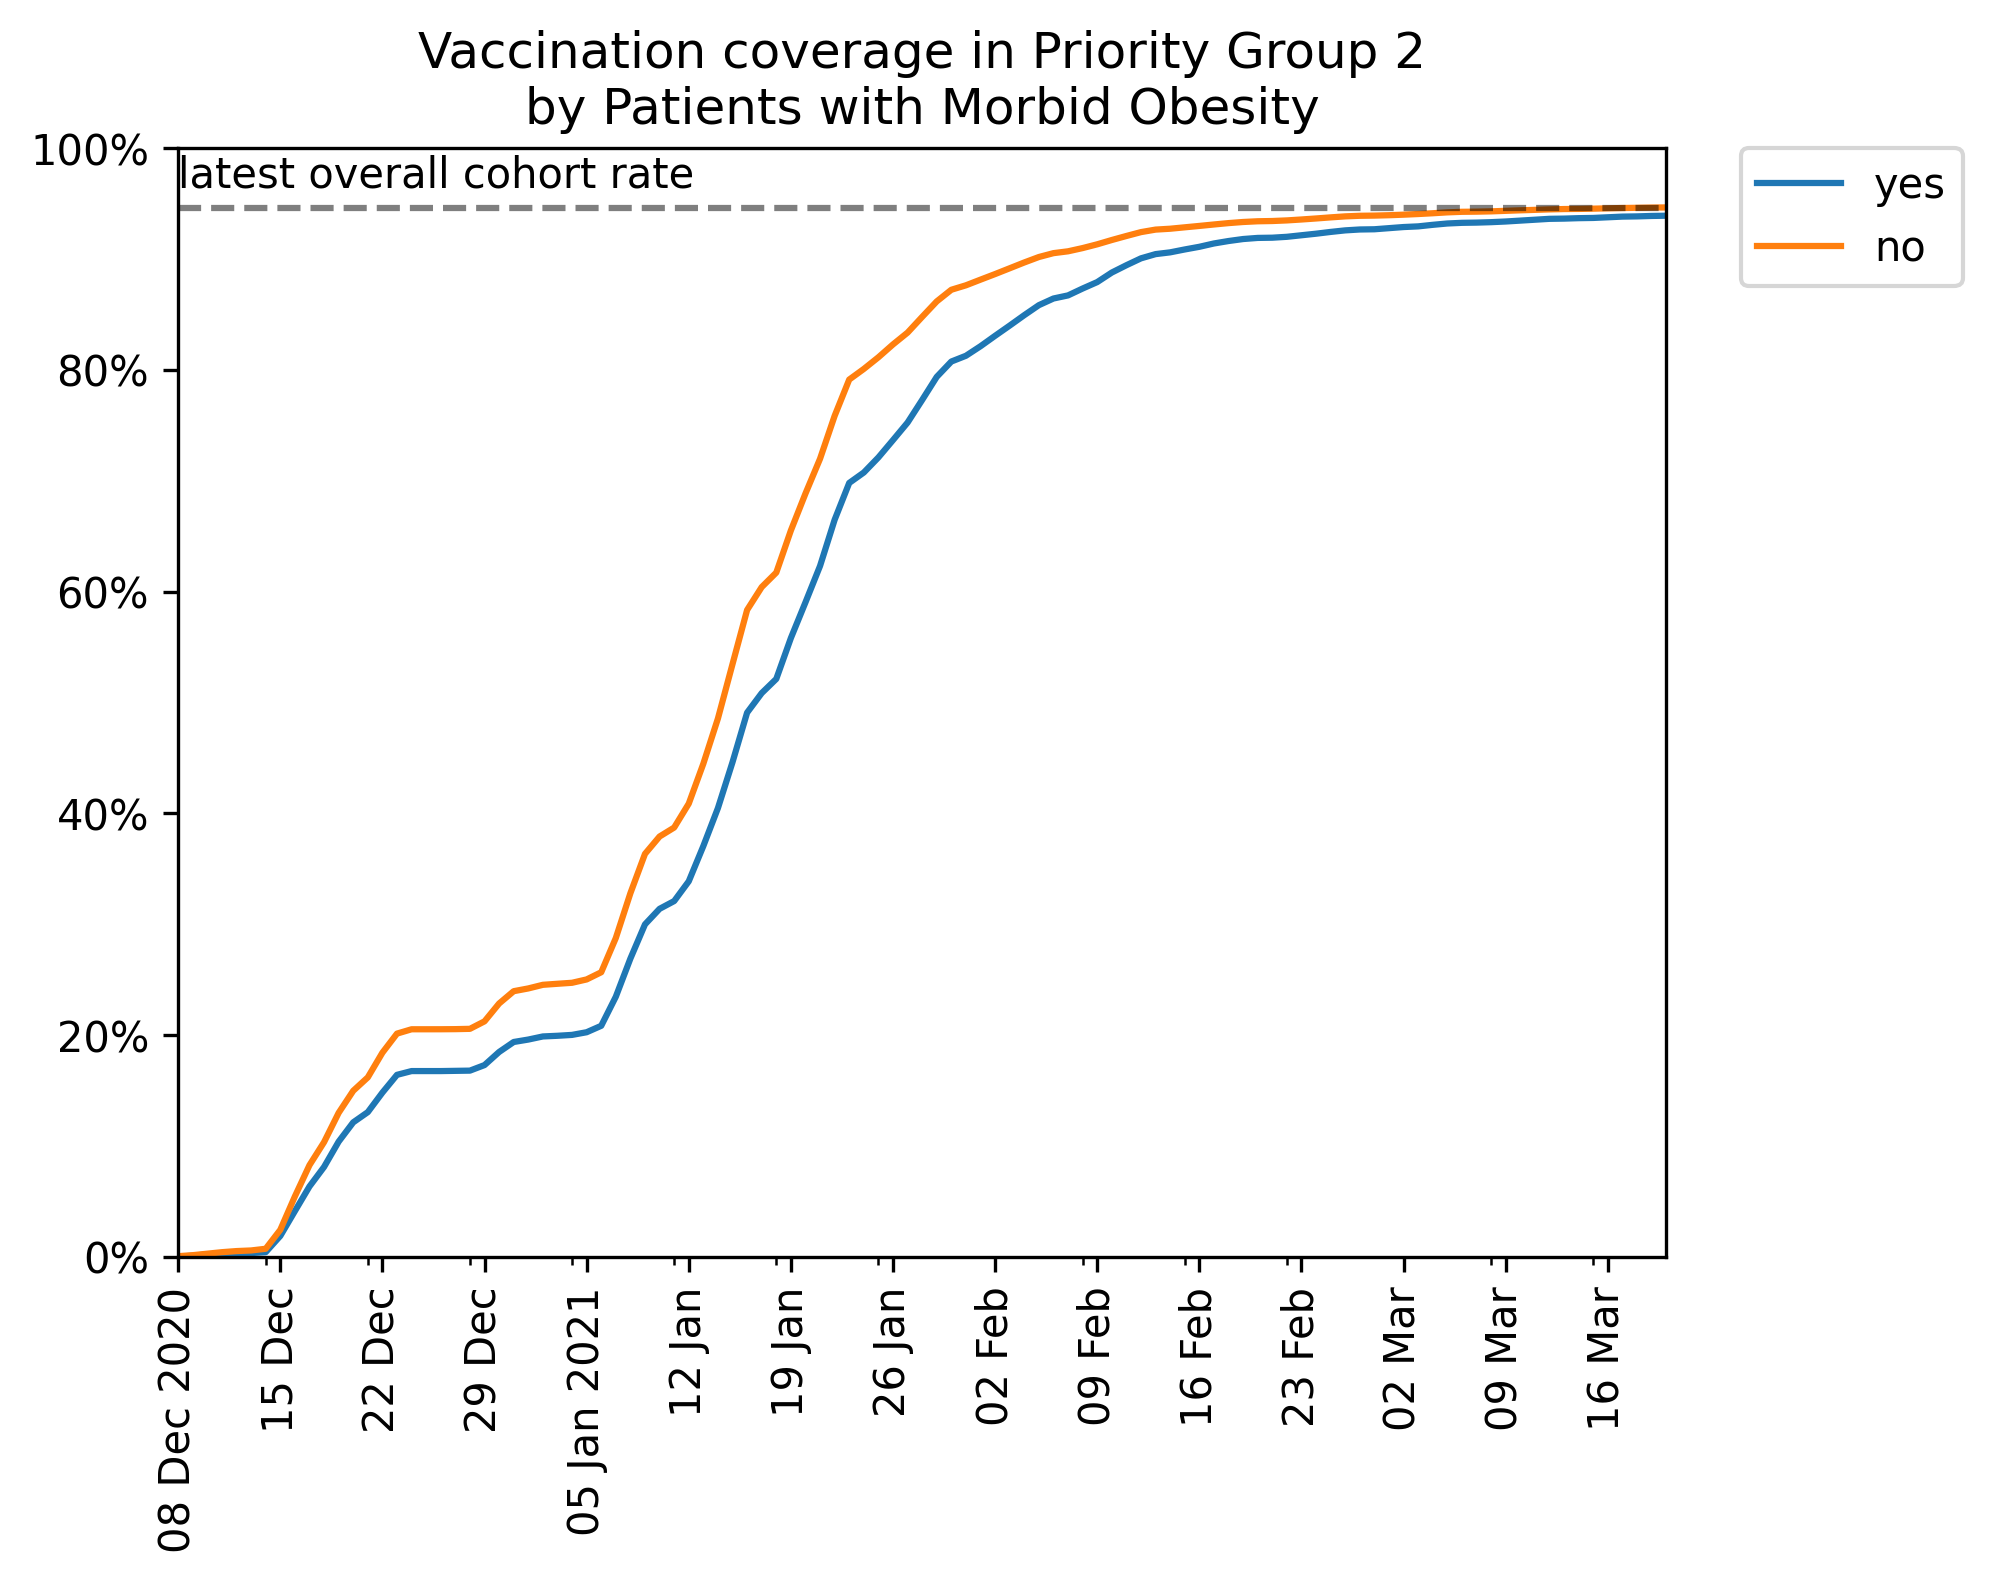 Vaccination coverage in Priority Group 2
by Patients with Morbid Obesity
100%
80%
60%
40%
20%
0%
latest overall cohort rate
yes
no
08 Dec 2020
15 Dec
22 Dec
29 Dec
05 Jan 2021
12 Jan
19 Jan
26 Jan
02 Feb
09 Feb
16 Feb
23 Feb
02 Mar
09 Mar
16 Mar